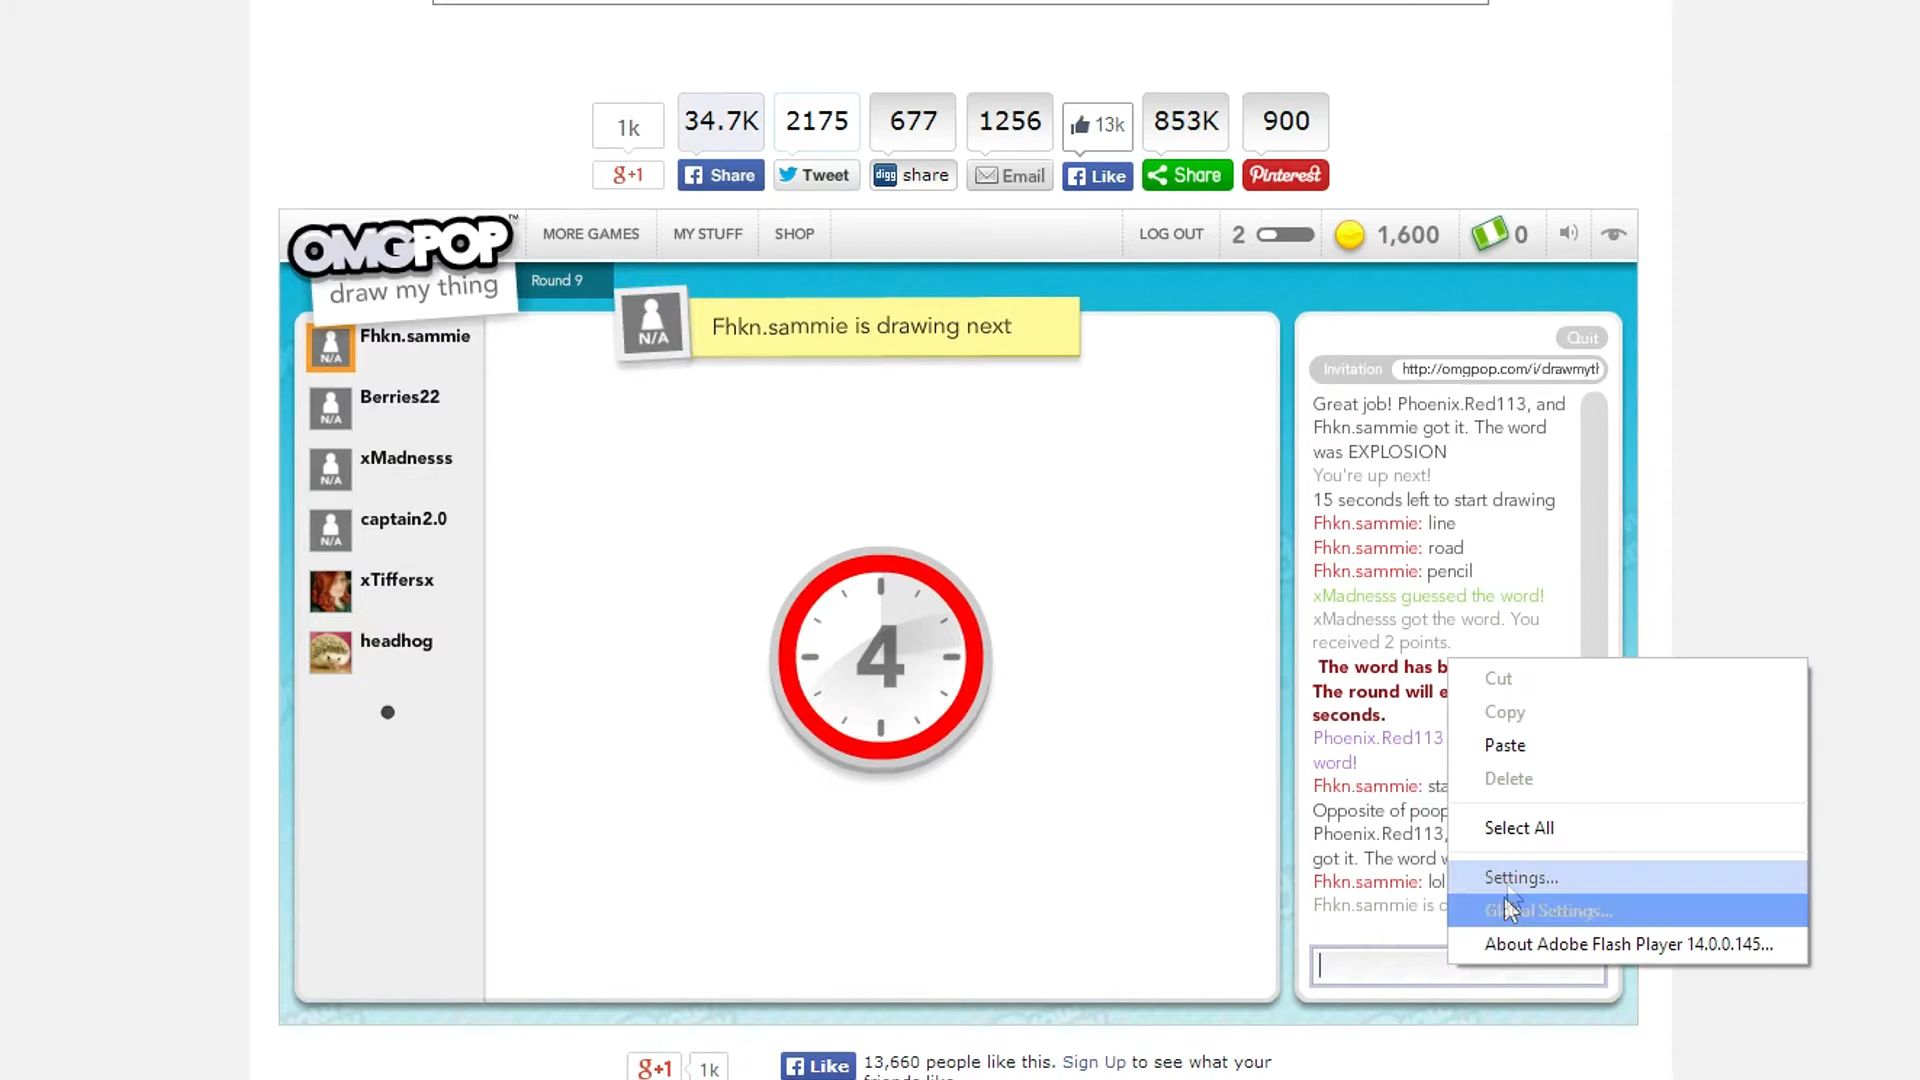 1k
34.7K
2175
677
1256
13k
853K
900
g+1
Share
Tweet
digg share
Email
Like
Share
Pinterest
OMGPOP™
draw my thing
MORE GAMES
MY STUFF
SHOP
LOG OUT
2
1,600
0
Round 9
N/A
Fhkn.sammie is drawing next
N/A
Fhkn.sammie
N/A
Berries22
N/A
xMadnesss
N/A
captain2.0
xTiffersx
headhog
4
Quit
Invitation http://omgpop.com/i/drawmyt
Great job! Phoenix.Red113, and
Fhkn.sammie got it. The word
was EXPLOSION
You're up next!
15 seconds left to start drawing
Fhkn.sammie: line
Fhkn.sammie: road
Fhkn.sammie: pencil
xMadnesss guessed the word!
xMadnesss got the word. You
received 2 points.
The word has b
The round will e
seconds.
Phoenix.Red113
word!
Fhkn.sammie: sta
Opposite of poop
Phoenix.Red113,
got it. The word w
Fhkn.sammie: lol
Fhkn.sammie is
Cut
Copy
Paste
Delete
Select All
Settings...
Global Settings...
About Adobe Flash Player 14.0.0.145...
g+1
1k
Like
13,660 people like this. Sign Up to see what your